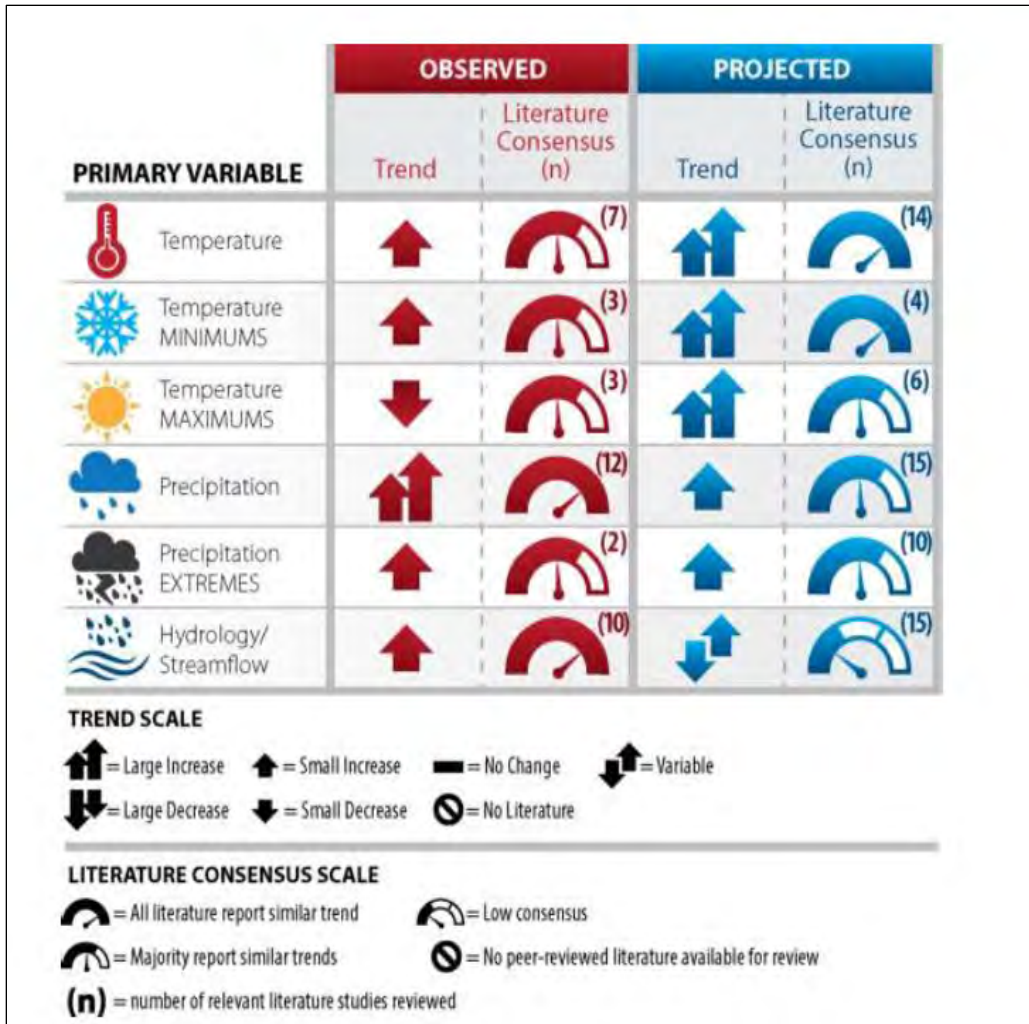 OBSERVED PROJECTED
PRIMARY VARIABLE Trend Literature Consensus (n) Trend Literature Consensus (n)
Temperature (7) (14)
Temperature MINIMUMS (3) (4)
Temperature MAXIMUMS (3) (6)
Precipitation (12) (15)
Precipitation EXTREMES (2) (10)
Hydrology/ Streamflow (10) (15)
TREND SCALE
= Large Increase = Small Increase = No Change = Variable
= Large Decrease = Small Decrease = No Literature
LITERATURE CONSENSUS SCALE
= All literature report similar trend = Low consensus
= Majority report similar trends = No peer-reviewed literature available for review
(n) = number of relevant literature studies reviewed